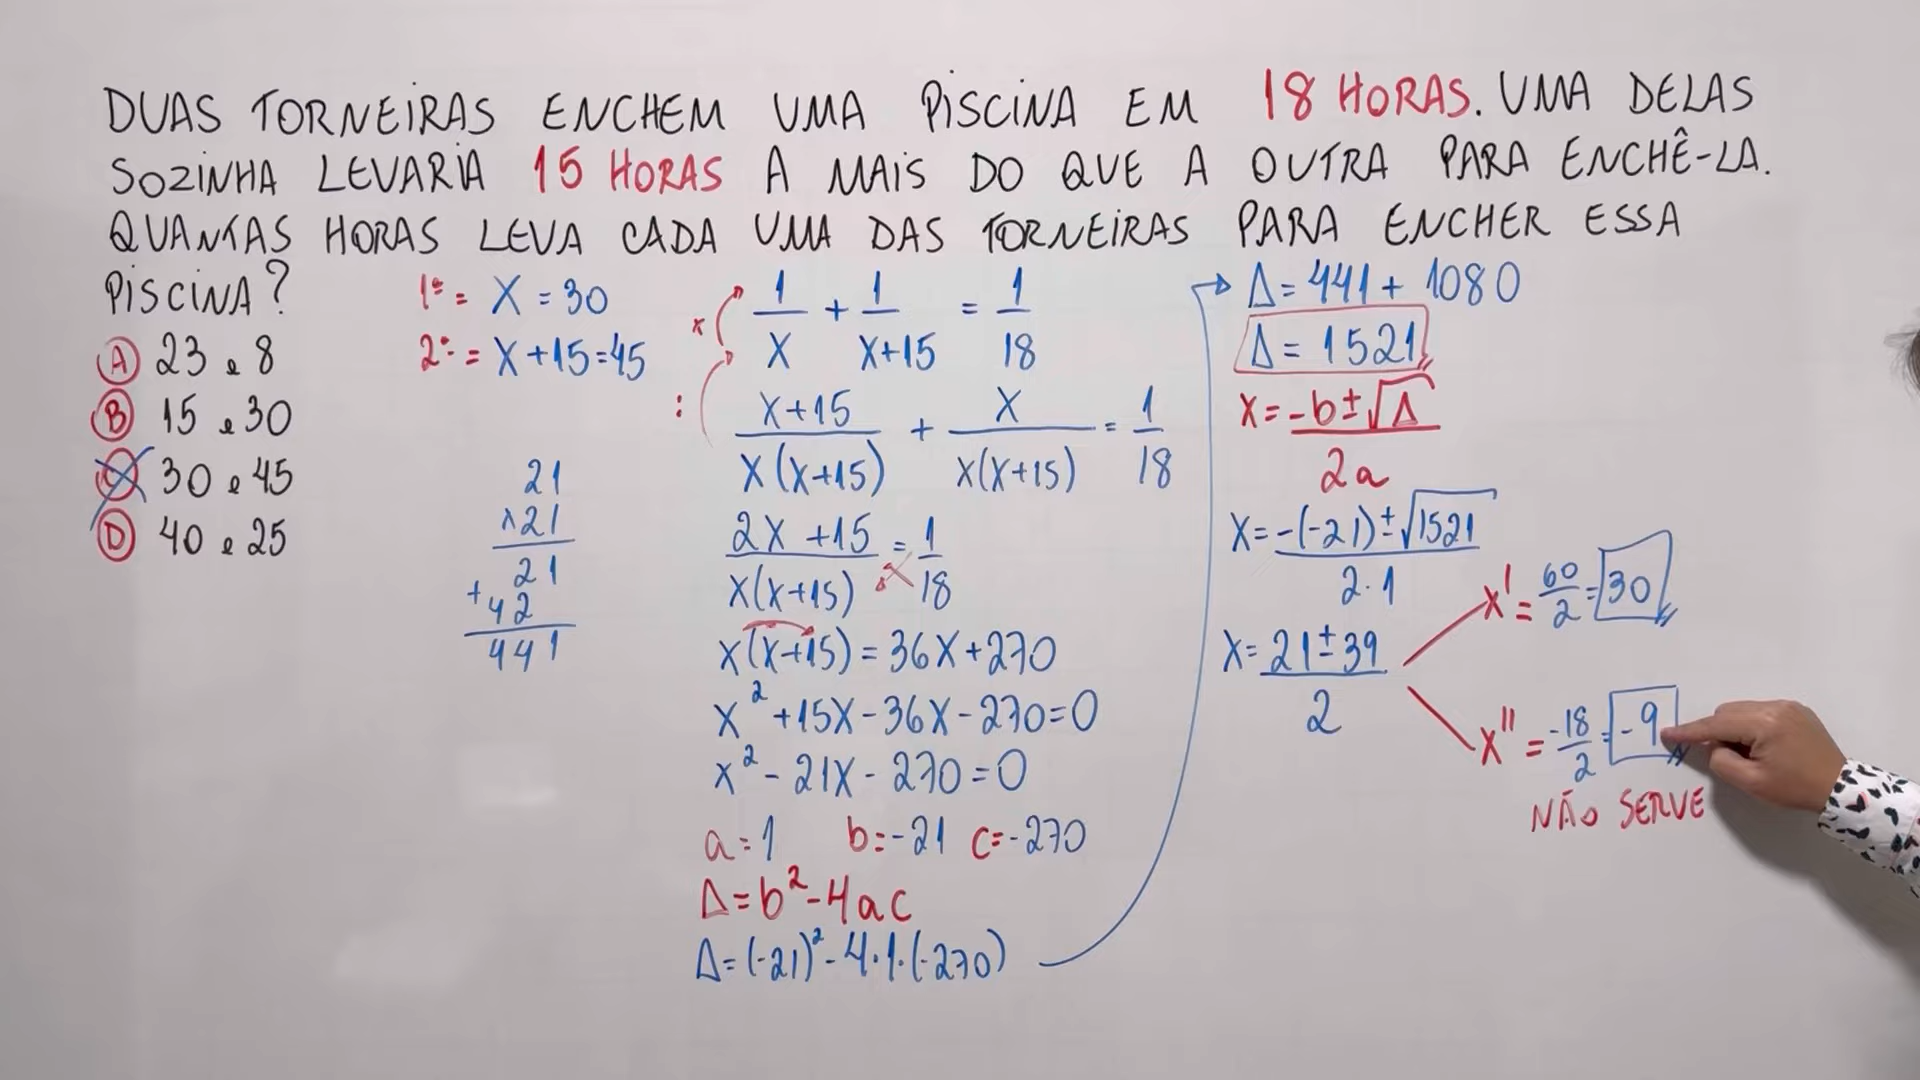 DUAS TORNEIRAS ENCHEM UMA PISCINA EM 18 HORAS. UMA DELAS
SOZINHA LEVARIA 15 HORAS A MAIS DO QUE A OUTRA PARA ENCHÊ-LA.
QUANTAS HORAS LEVA CADA UMA DAS TORNEIRAS PARA ENCHER ESSA
PISCINA?
A 23 e 8
B 15 e 30
C 30 e 45
D 40 e 25
1ª = X = 30
2ª = X + 15 = 45
21
x21
21
+42
441
x
:
1/X + 1/X+15 = 1/18
X+15/X(X+15) + X/X(X+15) = 1/18
2X + 15/X(X+15) = 1/18
X(X+15) = 36X + 270
X² + 15X - 36X - 270 = 0
X² - 21X - 270 = 0
a = 1 b = -21 c = -270
Δ = b² - 4ac
Δ = (-21)² - 4·1·(-270)
Δ = 441 + 1080
Δ = 1521
X = -b ± √Δ/2a
X = -(-21) ± √1521/2·1
X = 21 ± 39/2
X' = 60/2 = 30
X'' = -18/2 = -9
NÃO SERVE